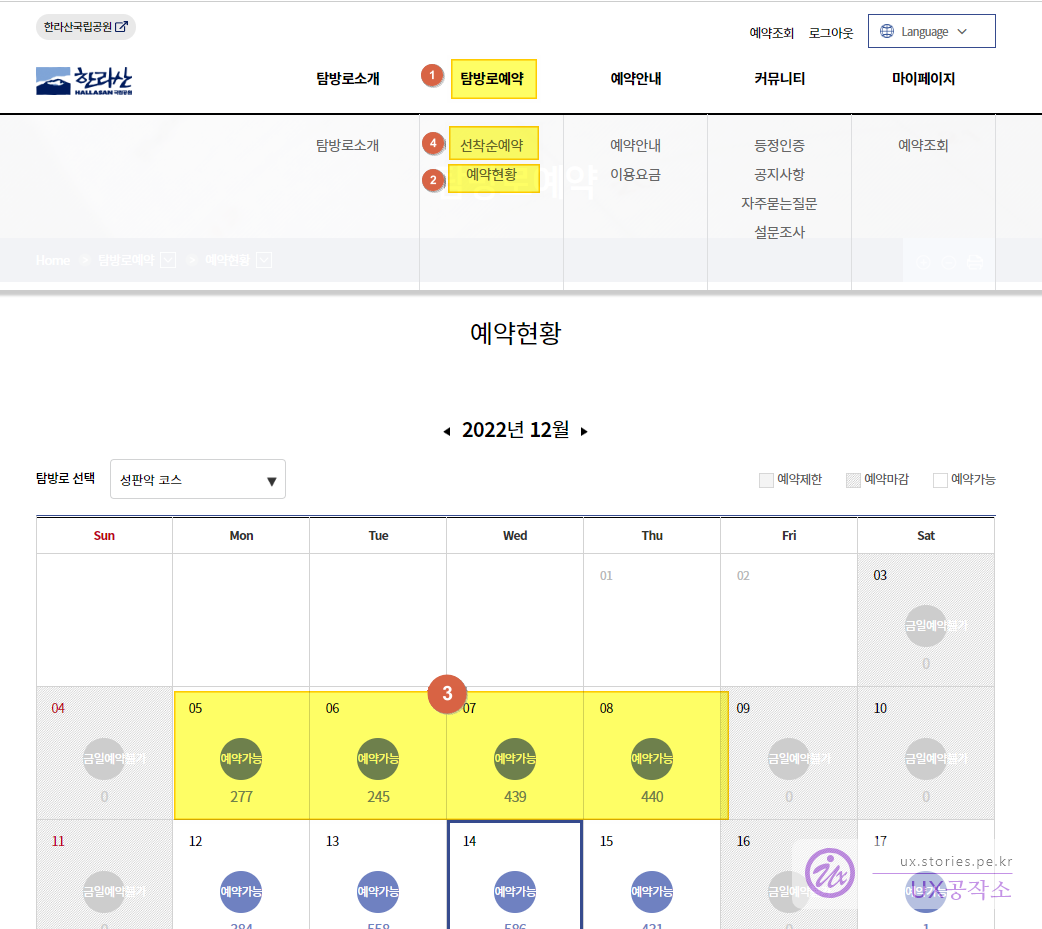 한라산국립공원
예약조회 로그아웃 Language
한라산 HALLASAN 국립공원
탐방로소개 1 탐방로예약 예약안내 커뮤니티 마이페이지
탐방로소개 4 선착순예약 예약안내 등정인증 예약조회
2 예약현황 이용요금 공지사항
자주묻는질문
설문조사
Home 탐방로예약 예약현황
예약현황
2022년 12월
탐방로 선택 성판악 코스 예약제한 예약마감 예약가능
Sun Mon Tue Wed Thu Fri Sat
01 02 03
금일예약불가
0
3
04 05 06 07 08 09 10
금일예약불가 예약가능 예약가능 예약가능 예약가능 금일예약불가 금일예약불가
0 277 245 439 440 0 0
11 12 13 14 15 16 17
ux.stories.pe.kr
금일예약불가 예약가능 예약가능 예약가능 예약가능
UX공작소
384 558 586 421 1